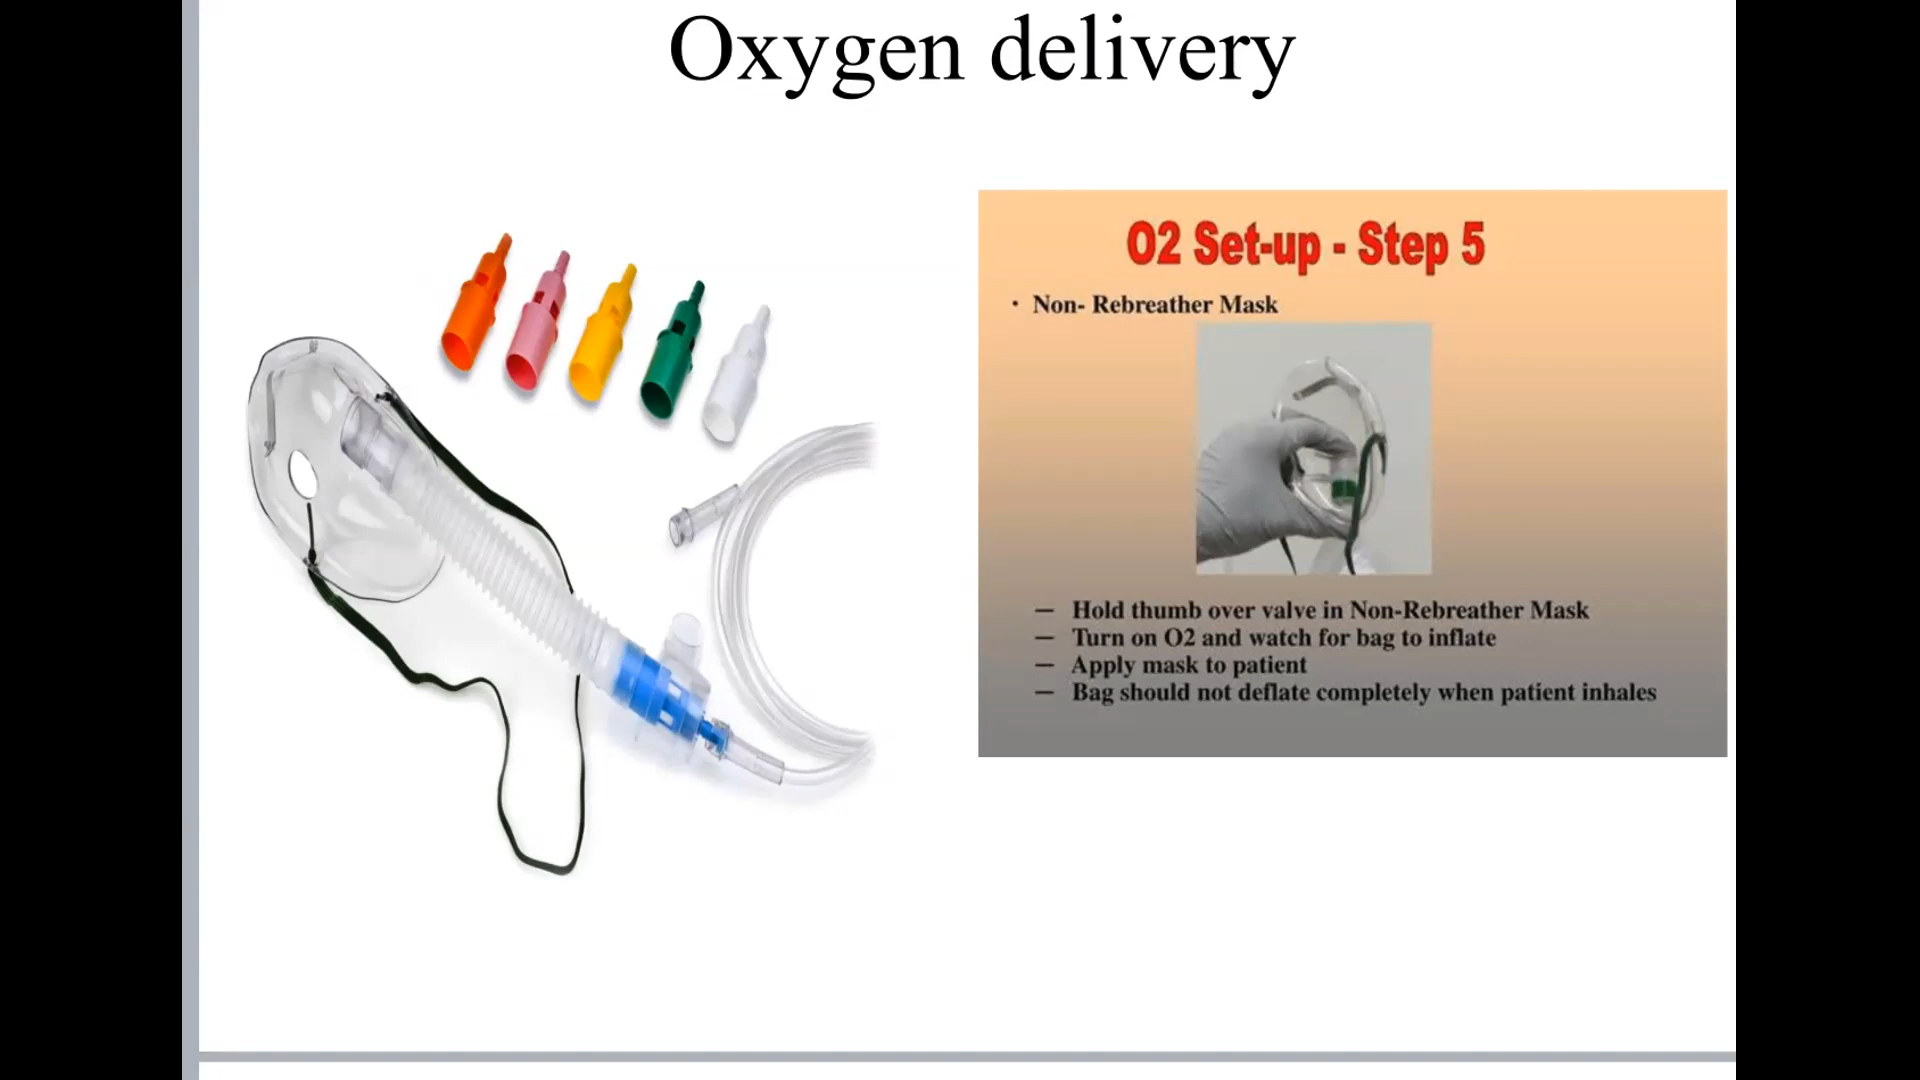 Oxygen delivery
O2 Set-up - Step 5
• Non- Rebreather Mask
— Hold thumb over valve in Non-Rebreather Mask
— Turn on O2 and watch for bag to inflate
— Apply mask to patient
— Bag should not deflate completely when patient inhales